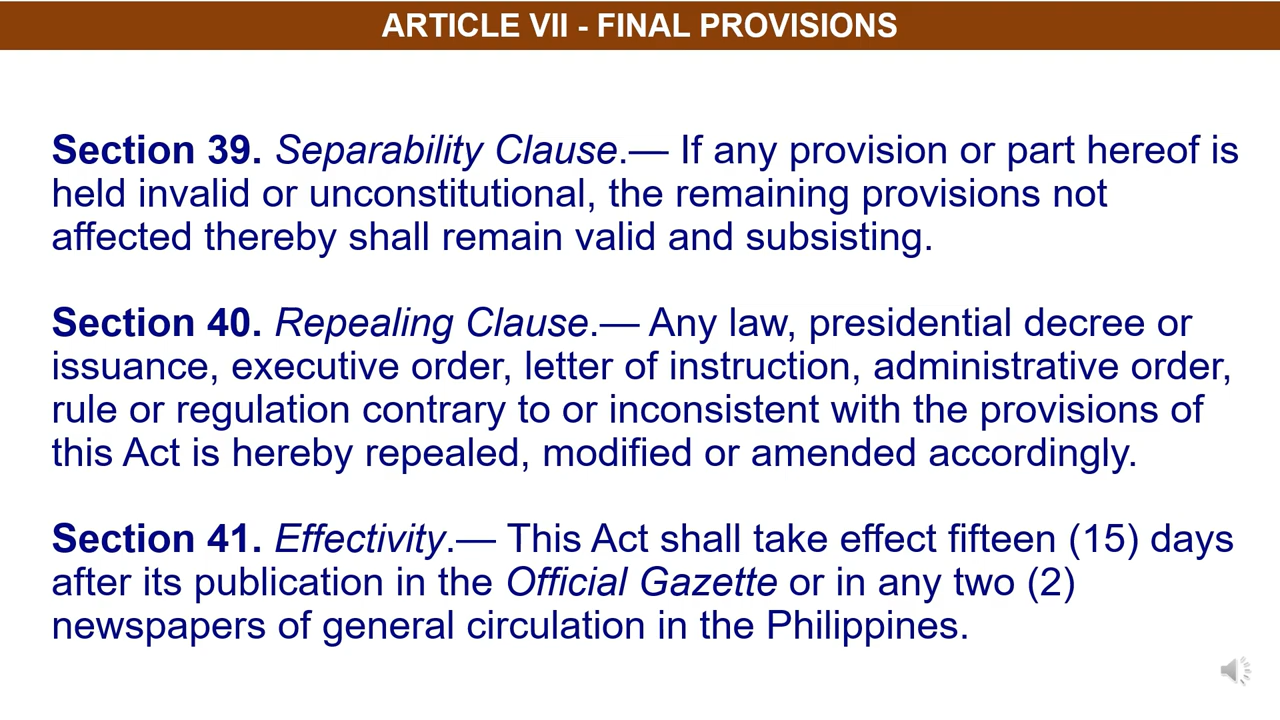 ARTICLE VII - FINAL PROVISIONS
Section 39. Separability Clause.— If any provision or part hereof is
held invalid or unconstitutional, the remaining provisions not
affected thereby shall remain valid and subsisting.
Section 40. Repealing Clause.— Any law, presidential decree or
issuance, executive order, letter of instruction, administrative order,
rule or regulation contrary to or inconsistent with the provisions of
this Act is hereby repealed, modified or amended accordingly.
Section 41. Effectivity.— This Act shall take effect fifteen (15) days
after its publication in the Official Gazette or in any two (2)
newspapers of general circulation in the Philippines.